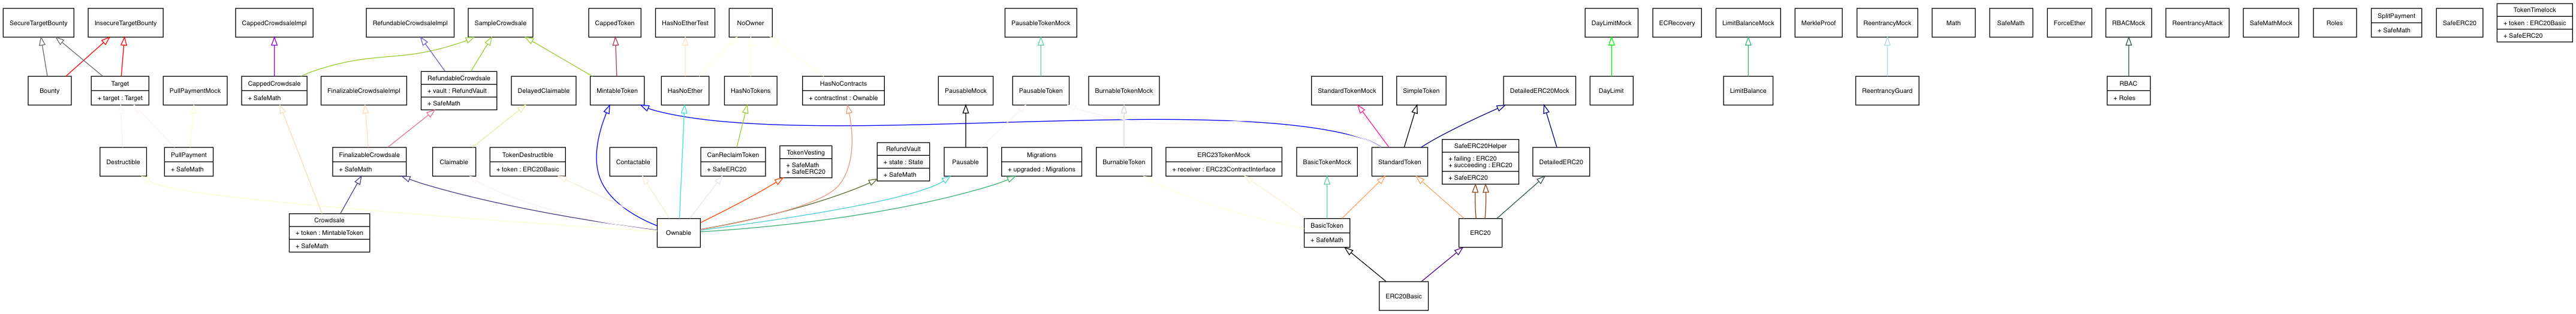 SecureTargetBounty
InsecureTargetBounty
CappedCrowdsaleImpl
RefundableCrowdsaleImpl
SampleCrowdsale
CappedToken
HasNoEtherTest
NoOwner
PausableTokenMock
DayLimitMock
ECRecovery
LimitBalanceMock
MerkleProof
ReentrancyMock
Math
SafeMath
ForceEther
RBACMock
ReentrancyAttack
SafeMathMock
Roles
SplitPayment
+ SafeMath
SafeERC20
TokenTimelock
+ token : ERC20Basic
+ SafeERC20
Bounty
Target
+ target : Target
PullPaymentMock
CappedCrowdsale
+ SafeMath
FinalizableCrowdsaleImpl
RefundableCrowdsale
+ vault : RefundVault
+ SafeMath
DelayedClaimable
MintableToken
HasNoEther
HasNoTokens
HasNoContracts
+ contractInst : Ownable
PausableMock
PausableToken
BurnableTokenMock
StandardTokenMock
SimpleToken
DetailedERC20Mock
DayLimit
LimitBalance
ReentrancyGuard
RBAC
+ Roles
Destructible
PullPayment
+ SafeMath
FinalizableCrowdsale
+ SafeMath
Claimable
TokenDestructible
+ token : ERC20Basic
Contactable
CanReclaimToken
+ SafeERC20
TokenVesting
+ SafeMath
+ SafeERC20
RefundVault
+ state : State
+ SafeMath
Pausable
Migrations
+ upgraded : Migrations
BurnableToken
ERC23TokenMock
+ receiver : ERC23ContractInterface
BasicTokenMock
StandardToken
SafeERC20Helper
+ failing : ERC20
+ succeeding : ERC20
+ SafeERC20
DetailedERC20
Crowdsale
+ token : MintableToken
+ SafeMath
Ownable
BasicToken
+ SafeMath
ERC20
ERC20Basic